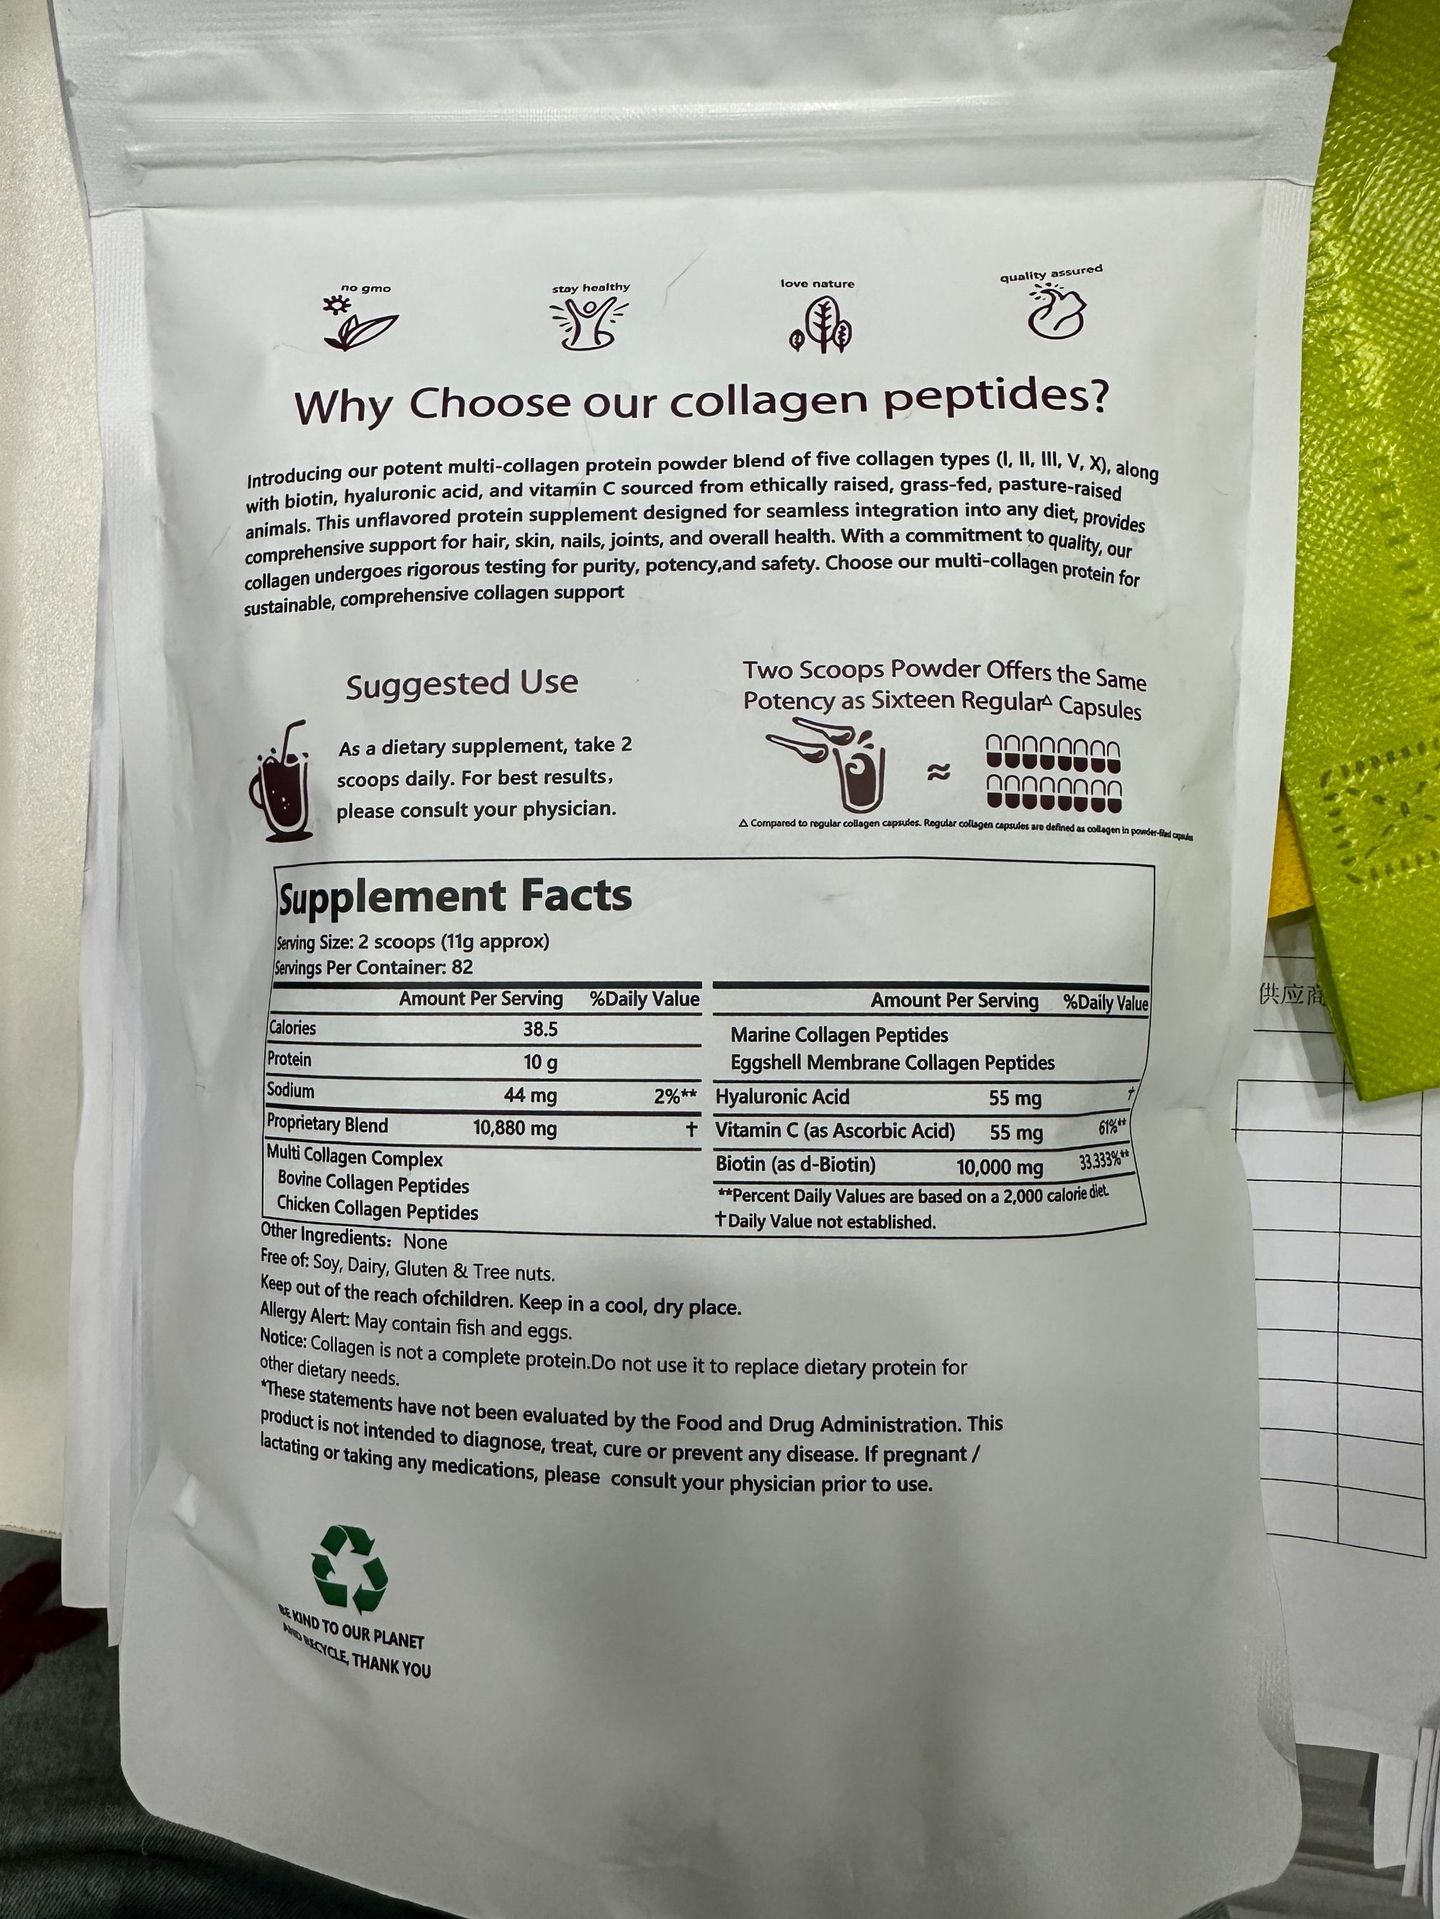 no gmo
stay healthy
love nature
quality assured
Why Choose our collagen peptides?
Introducing our potent multi-collagen protein powder blend of five collagen types (I, II, III, V, X), along
with biotin, hyaluronic acid, and vitamin C sourced from ethically raised, grass-fed, pasture-raised
animals. This unflavored protein supplement designed for seamless integration into any diet, provides
comprehensive support for hair, skin, nails, joints, and overall health. With a commitment to quality, our
collagen undergoes rigorous testing for purity, potency,and safety. Choose our multi-collagen protein for
sustainable, comprehensive collagen support
Suggested Use
As a dietary supplement, take 2
scoops daily. For best results,
please consult your physician.
Two Scoops Powder Offers the Same
Potency as Sixteen Regular△ Capsules
≈
△ Compared to regular collagen capsules. Regular collagen capsules are defined as collagen in powder-filled capsules
Supplement Facts
Serving Size: 2 scoops (11g approx)
Servings Per Container: 82
Amount Per Serving %Daily Value
Calories 38.5
Protein 10 g
Sodium 44 mg 2%**
Proprietary Blend 10,880 mg †
Multi Collagen Complex
Bovine Collagen Peptides
Chicken Collagen Peptides
Amount Per Serving %Daily Value
Marine Collagen Peptides
Eggshell Membrane Collagen Peptides
Hyaluronic Acid 55 mg †
Vitamin C (as Ascorbic Acid) 55 mg 61%**
Biotin (as d-Biotin) 10,000 mg 33.333%**
**Percent Daily Values are based on a 2,000 calorie diet.
†Daily Value not established.
Other Ingredients: None
Free of: Soy, Dairy, Gluten & Tree nuts.
Keep out of the reach ofchildren. Keep in a cool, dry place.
Allergy Alert: May contain fish and eggs.
Notice: Collagen is not a complete protein.Do not use it to replace dietary protein for
other dietary needs.
*These statements have not been evaluated by the Food and Drug Administration. This
product is not intended to diagnose, treat, cure or prevent any disease. If pregnant /
lactating or taking any medications, please consult your physician prior to use.
BE KIND TO OUR PLANET
AND RECYCLE, THANK YOU
供应商